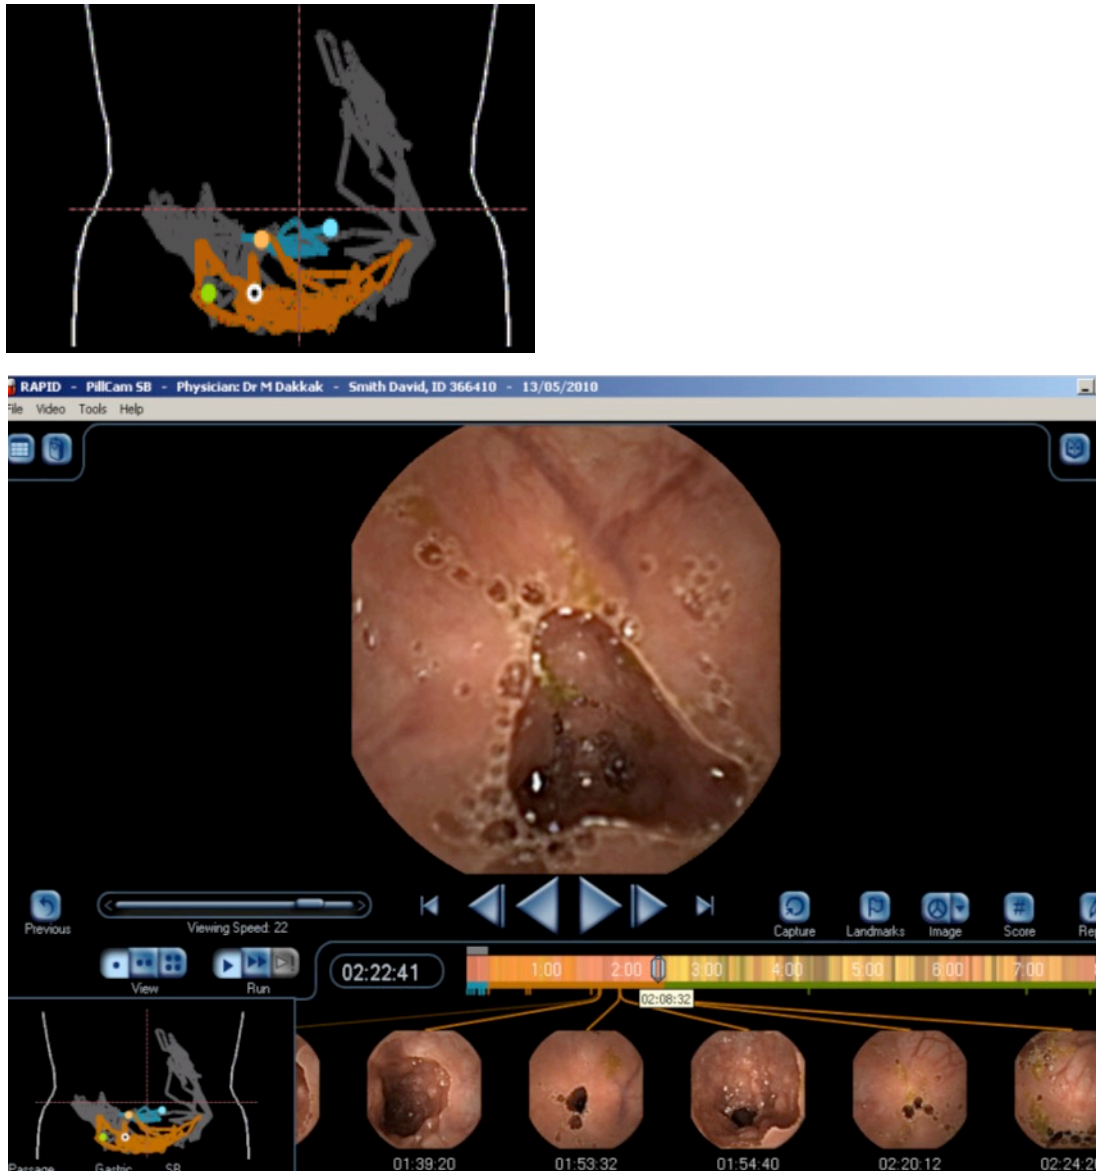 RAPID - PillCam SB - Physician: Dr M Dakkak - Smith David, ID 366410 - 13/05/2010
File Video Tools Help
Previous
Viewing Speed: 22
Capture
Landmarks
Image
Score
View
Run
02:22:41
1:00 2:00 3:00 4:00 5:00 6:00 7:00
02:08:32
Passage Gastric SB
01:39:20 01:53:32 01:54:40 02:20:12